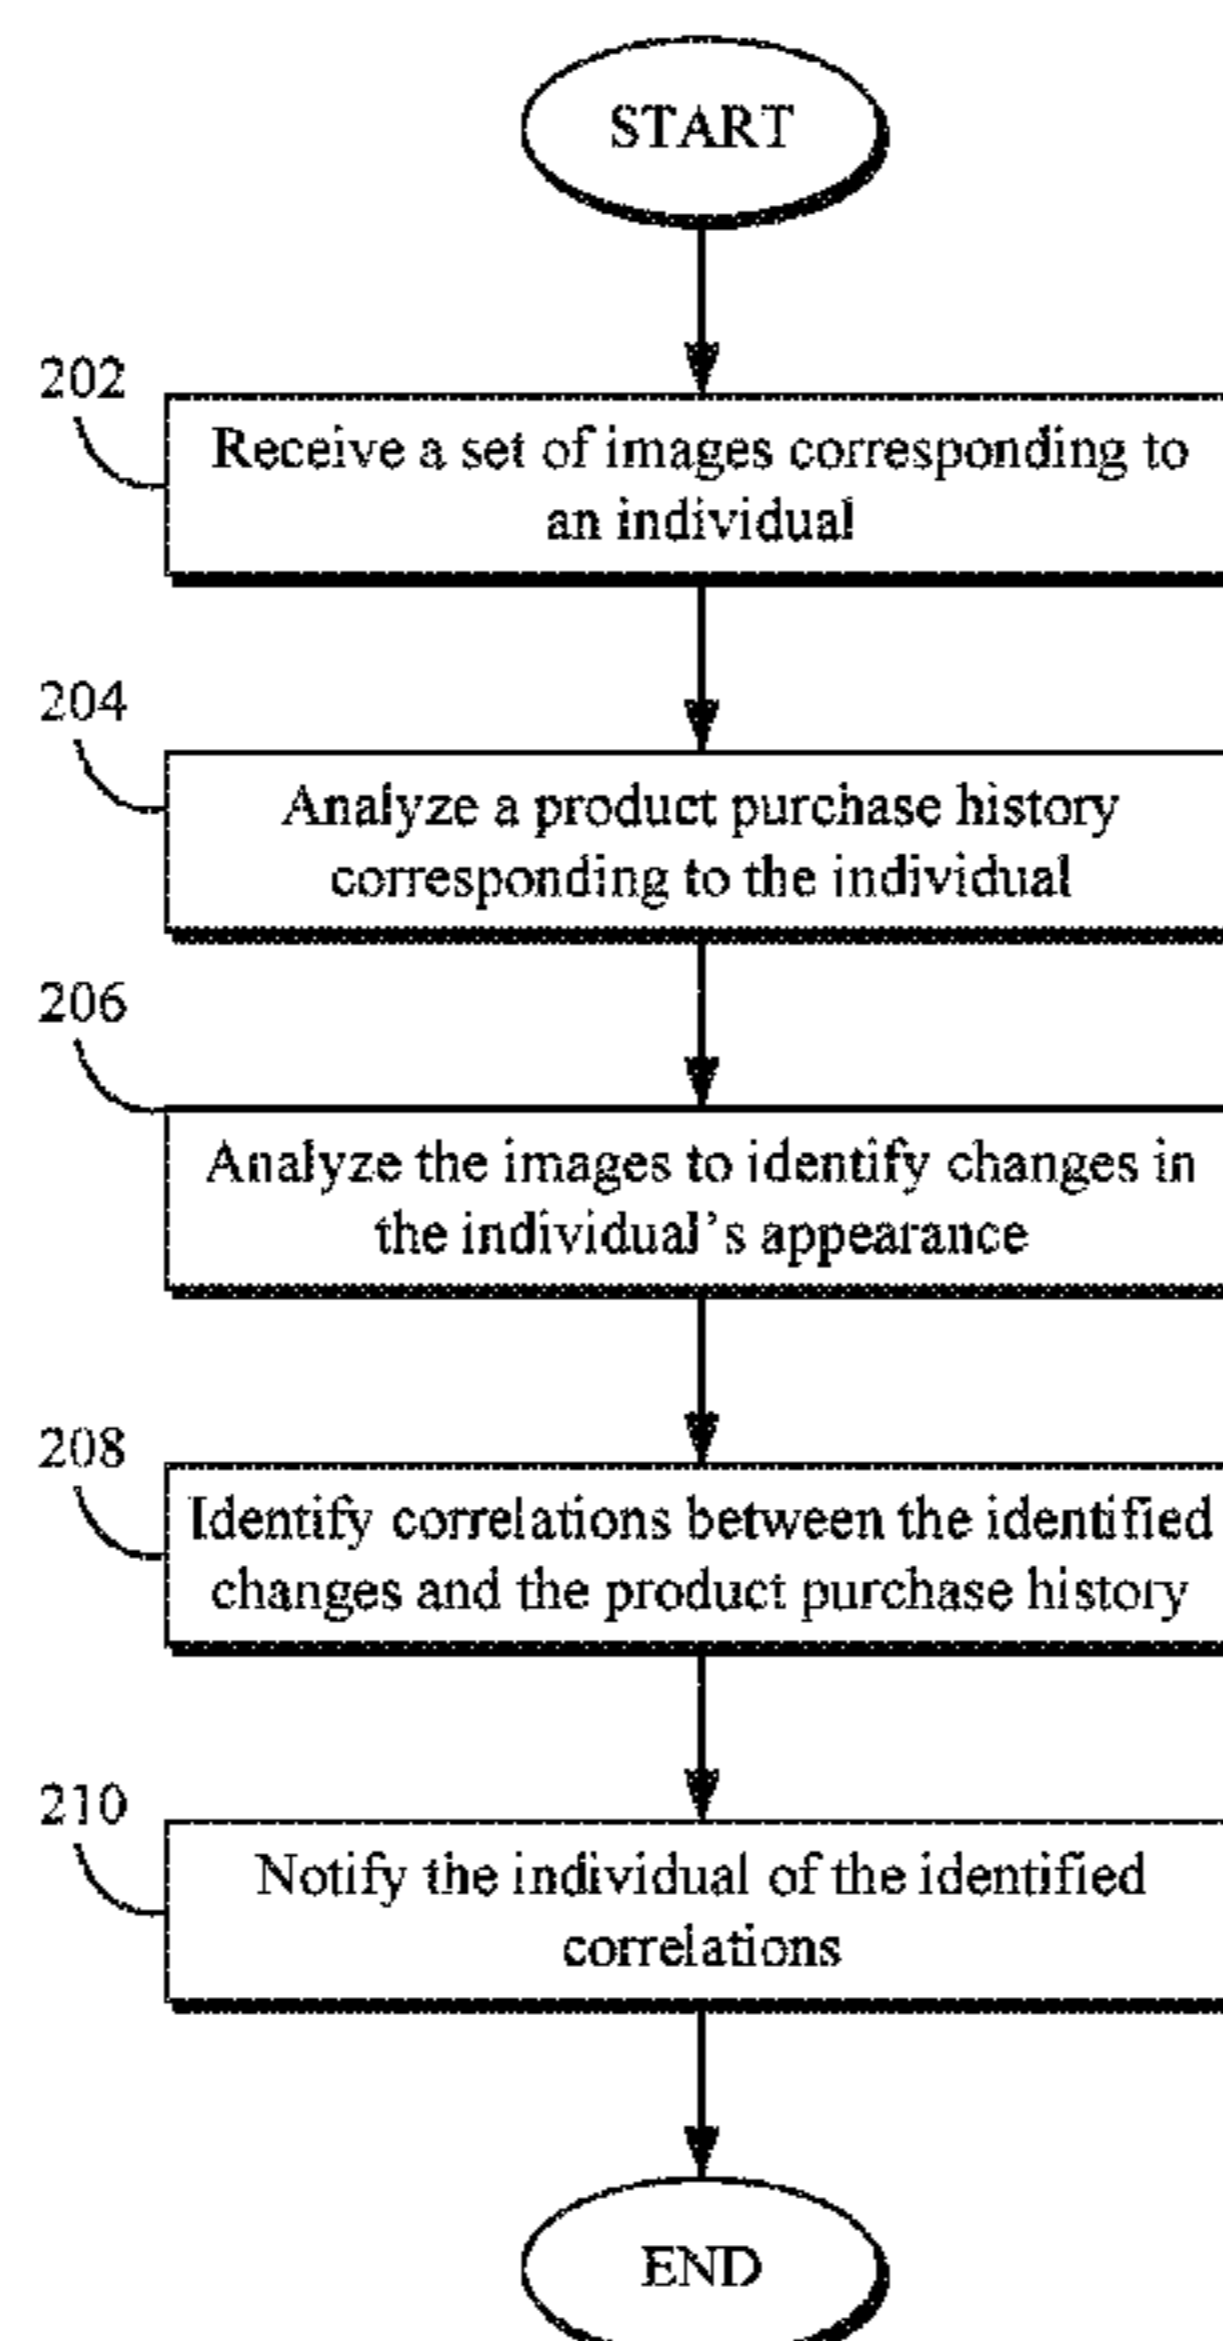 START
202
Receive a set of images corresponding to
an individual
204
Analyze a product purchase history
corresponding to the individual
206
Analyze the images to identify changes in
the individual's appearance
208
Identify correlations between the identified
changes and the product purchase history
210
Notify the individual of the identified
correlations
END